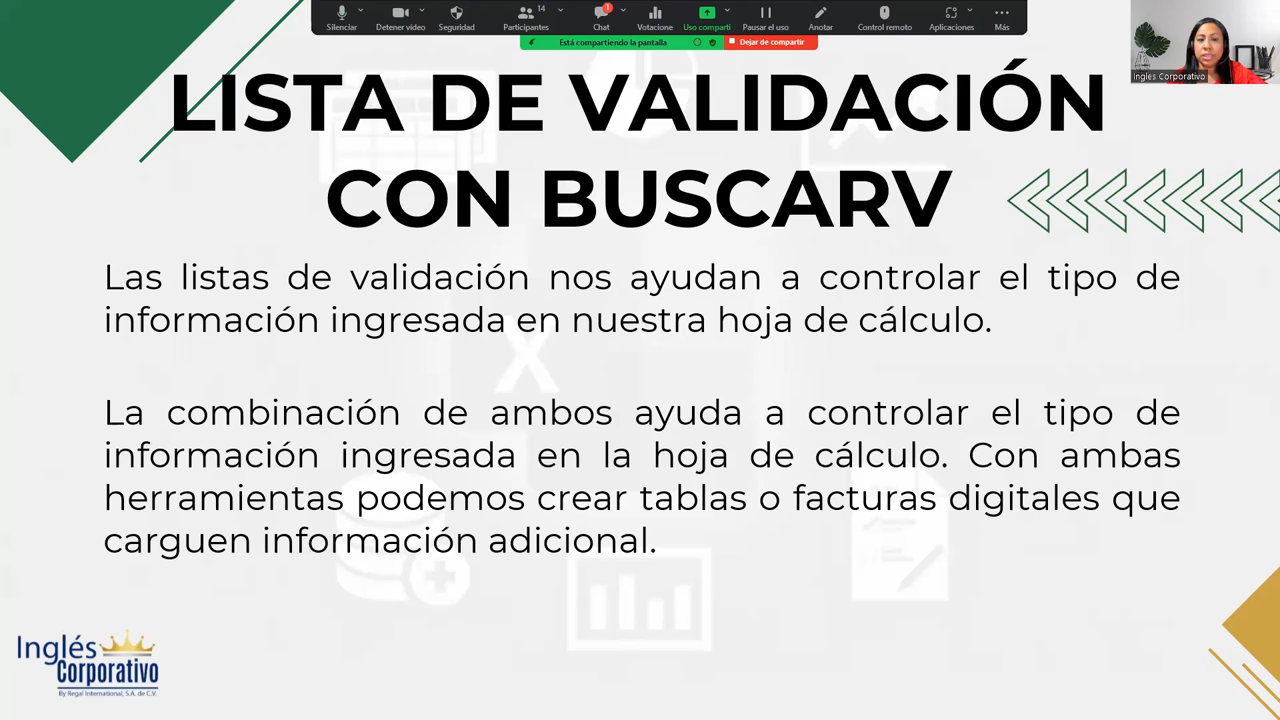 14
1
Silenciar
Detener video
Seguridad
Participantes
Chat
Votacione
Uso comparti
Pausar el uso
Anotar
Control remoto
Aplicaciones
Más
Está compartiendo la pantalla
Dejar de compartir
Inglés Corporativo
LISTA DE VALIDACIÓN
CON BUSCARV
Las listas de validación nos ayudan a controlar el tipo de
información ingresada en nuestra hoja de cálculo.
La combinación de ambos ayuda a controlar el tipo de
información ingresada en la hoja de cálculo. Con ambas
herramientas podemos crear tablas o facturas digitales que
carguen información adicional.
Inglés
Corporativo
By Regal International, S.A. de C.V.